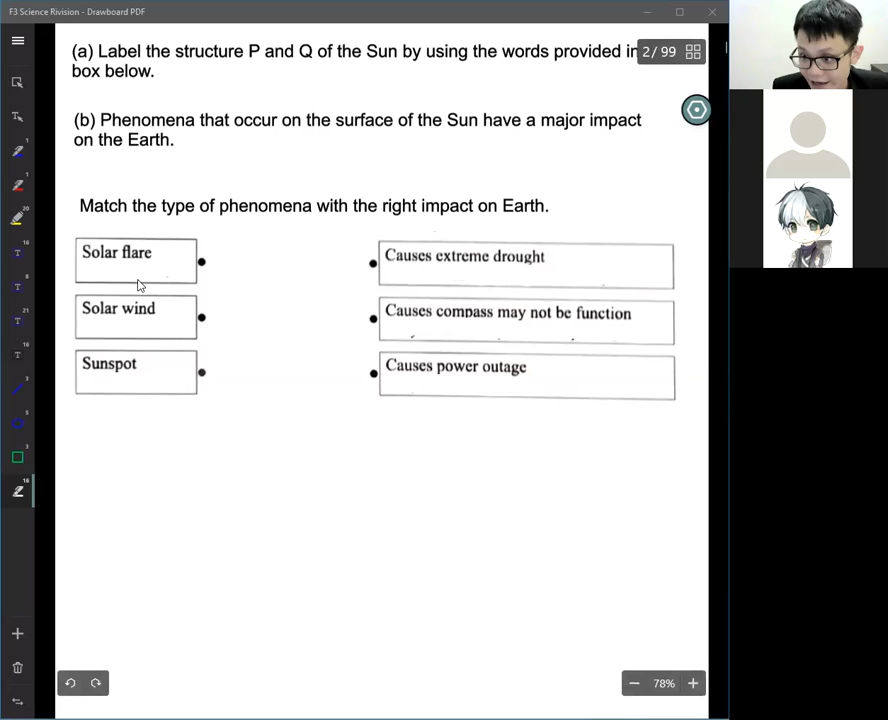 F3 Science Rivision - Drawboard PDF
(a) Label the structure P and Q of the Sun by using the words provided in
2/ 99
box below.
(b) Phenomena that occur on the surface of the Sun have a major impact
on the Earth.
Match the type of phenomena with the right impact on Earth.
Solar flare
Causes extreme drought
Solar wind
Causes compass may not be function
Sunspot
Causes power outage
78%